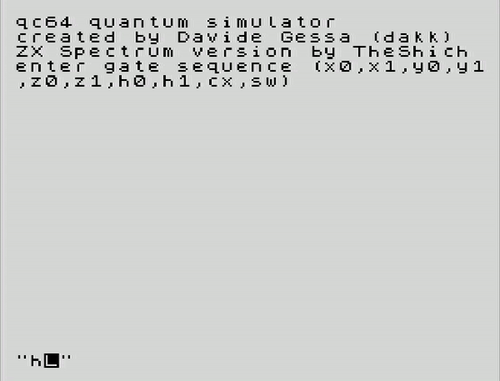 qc64 quantum simulator
created by Davide Gessa (dakk)
ZX Spectrum version by TheShich
enter gate sequence (x0,x1,y0,y1
,z0,z1,h0,h1,cx,sw)
"hL"